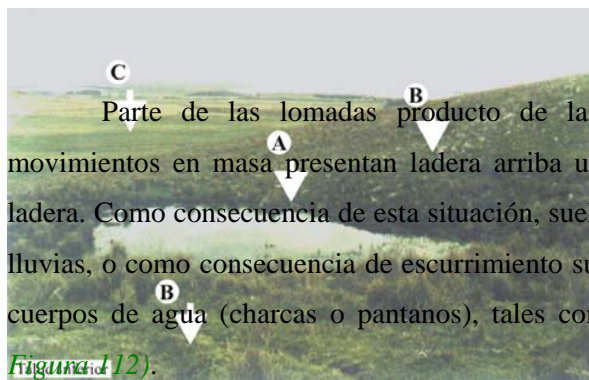 C
B
Parte de las lomadas producto de la
A
movimientos en masa presentan ladera arriba u
ladera. Como consecuencia de esta situación, suel
lluvias, o como consecuencia de escurrimiento su
B
cuerpos de agua (charcas o pantanos), tales co
Figura 112).